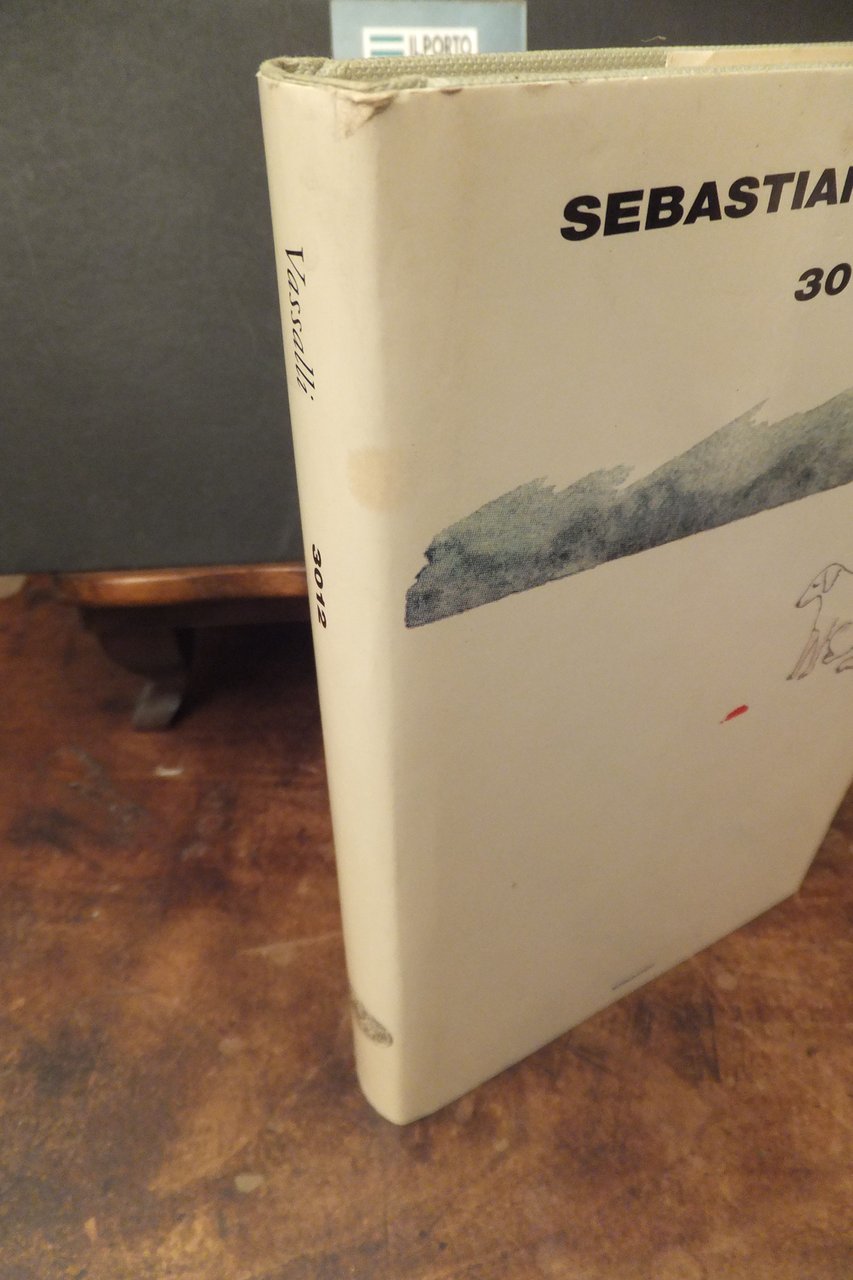 IL PORTO
SEBASTIAN
30
Vassalli
3012